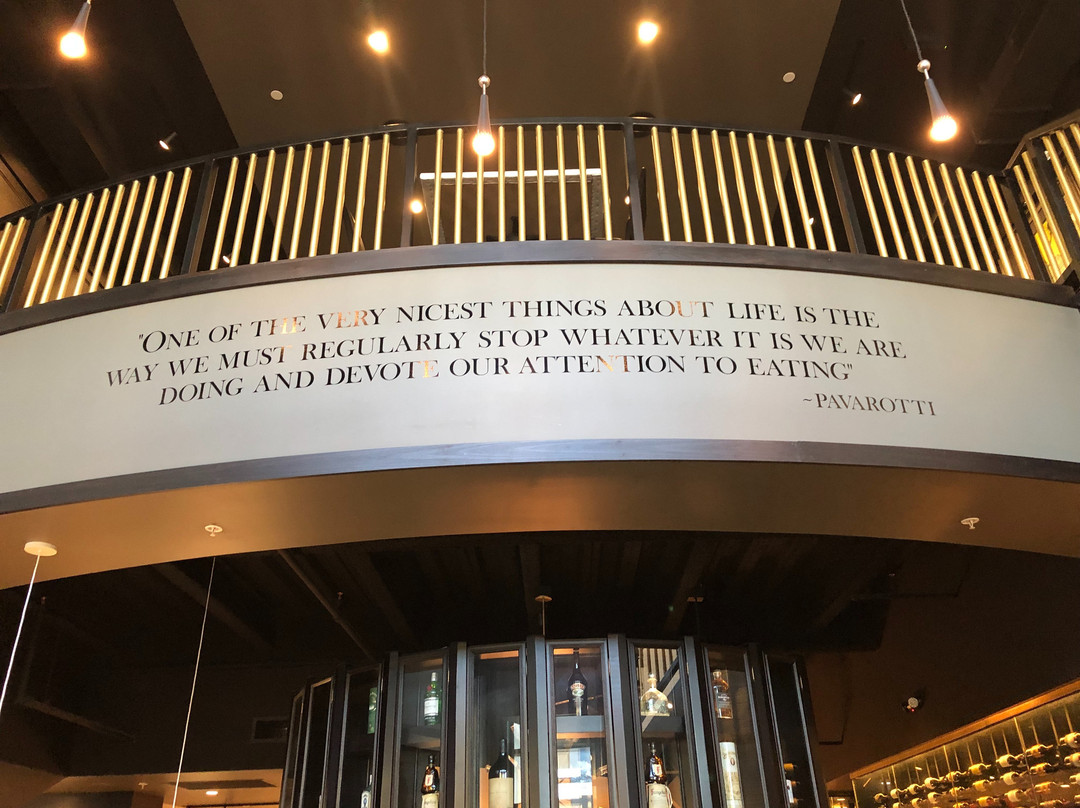 "ONE OF THE VERY NICEST THINGS ABOUT LIFE IS THE
WAY WE MUST REGULARLY STOP WHATEVER IT IS WE ARE
DOING AND DEVOTE OUR ATTENTION TO EATING"
~PAVAROTTI